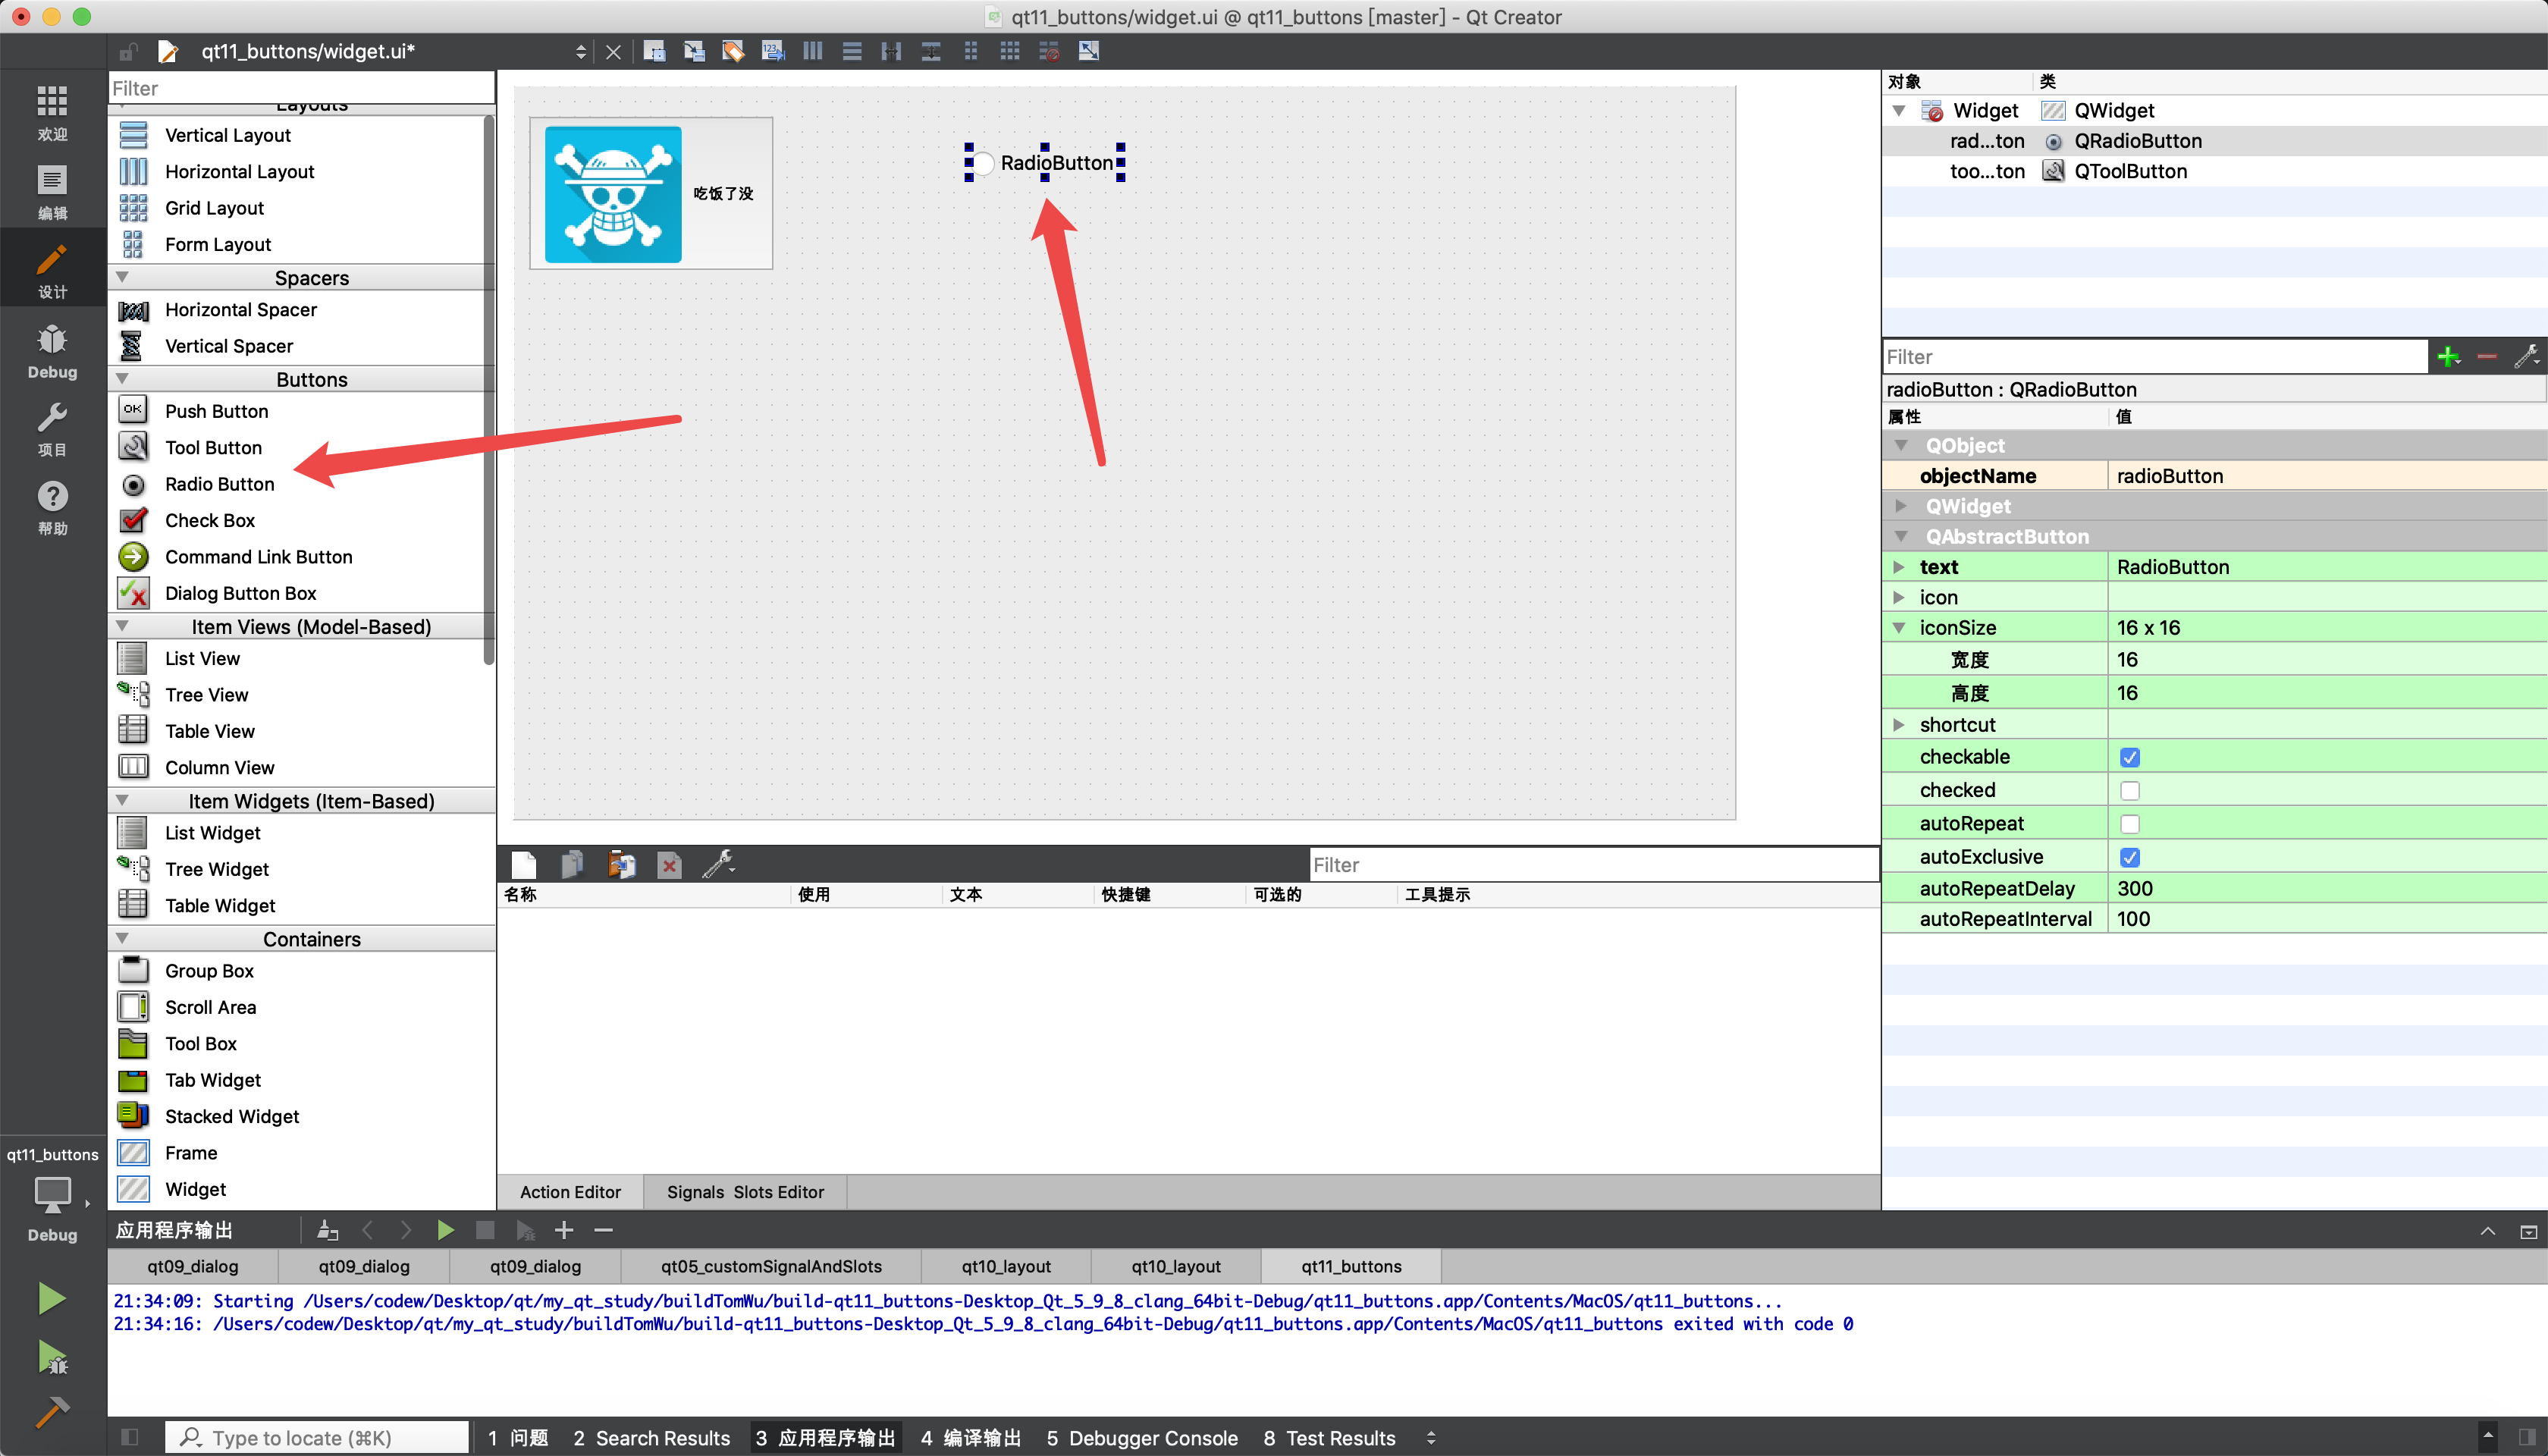 qt11_buttons/widget.ui @ qt11_buttons [master] - Qt Creator
qt11_buttons/widget.ui*
欢迎
编辑
设计
Debug
项目
帮助
qt11_buttons
Debug
Filter
Layouts
Vertical Layout
Horizontal Layout
Grid Layout
Form Layout
Spacers
Horizontal Spacer
Vertical Spacer
Buttons
OK Push Button
Tool Button
Radio Button
Check Box
Command Link Button
Dialog Button Box
Item Views (Model-Based)
List View
Tree View
Table View
Column View
Item Widgets (Item-Based)
List Widget
Tree Widget
Table Widget
Containers
Group Box
Scroll Area
Tool Box
Tab Widget
Stacked Widget
Frame
Widget
吃饭了没
RadioButton
Filter
名称 使用 文本 快捷键 可选的 工具提示
Action Editor Signals Slots Editor
对象 类
Widget QWidget
rad...ton QRadioButton
too...ton QToolButton
Filter
radioButton : QRadioButton
属性 值
QObject
objectName radioButton
QWidget
QAbstractButton
text RadioButton
icon
iconSize 16 x 16
宽度 16
高度 16
shortcut
checkable
checked
autoRepeat
autoExclusive
autoRepeatDelay 300
autoRepeatInterval 100
应用程序输出
qt09_dialog qt09_dialog qt09_dialog qt05_customSignalAndSlots qt10_layout qt10_layout qt11_buttons
21:34:09: Starting /Users/codew/Desktop/qt/my_qt_study/buildTomWu/build-qt11_buttons-Desktop_Qt_5_9_8_clang_64bit-Debug/qt11_buttons.app/Contents/MacOS/qt11_buttons...
21:34:16: /Users/codew/Desktop/qt/my_qt_study/buildTomWu/build-qt11_buttons-Desktop_Qt_5_9_8_clang_64bit-Debug/qt11_buttons.app/Contents/MacOS/qt11_buttons exited with code 0
Type to locate (⌘K) 1 问题 2 Search Results 3 应用程序输出 4 编译输出 5 Debugger Console 8 Test Results